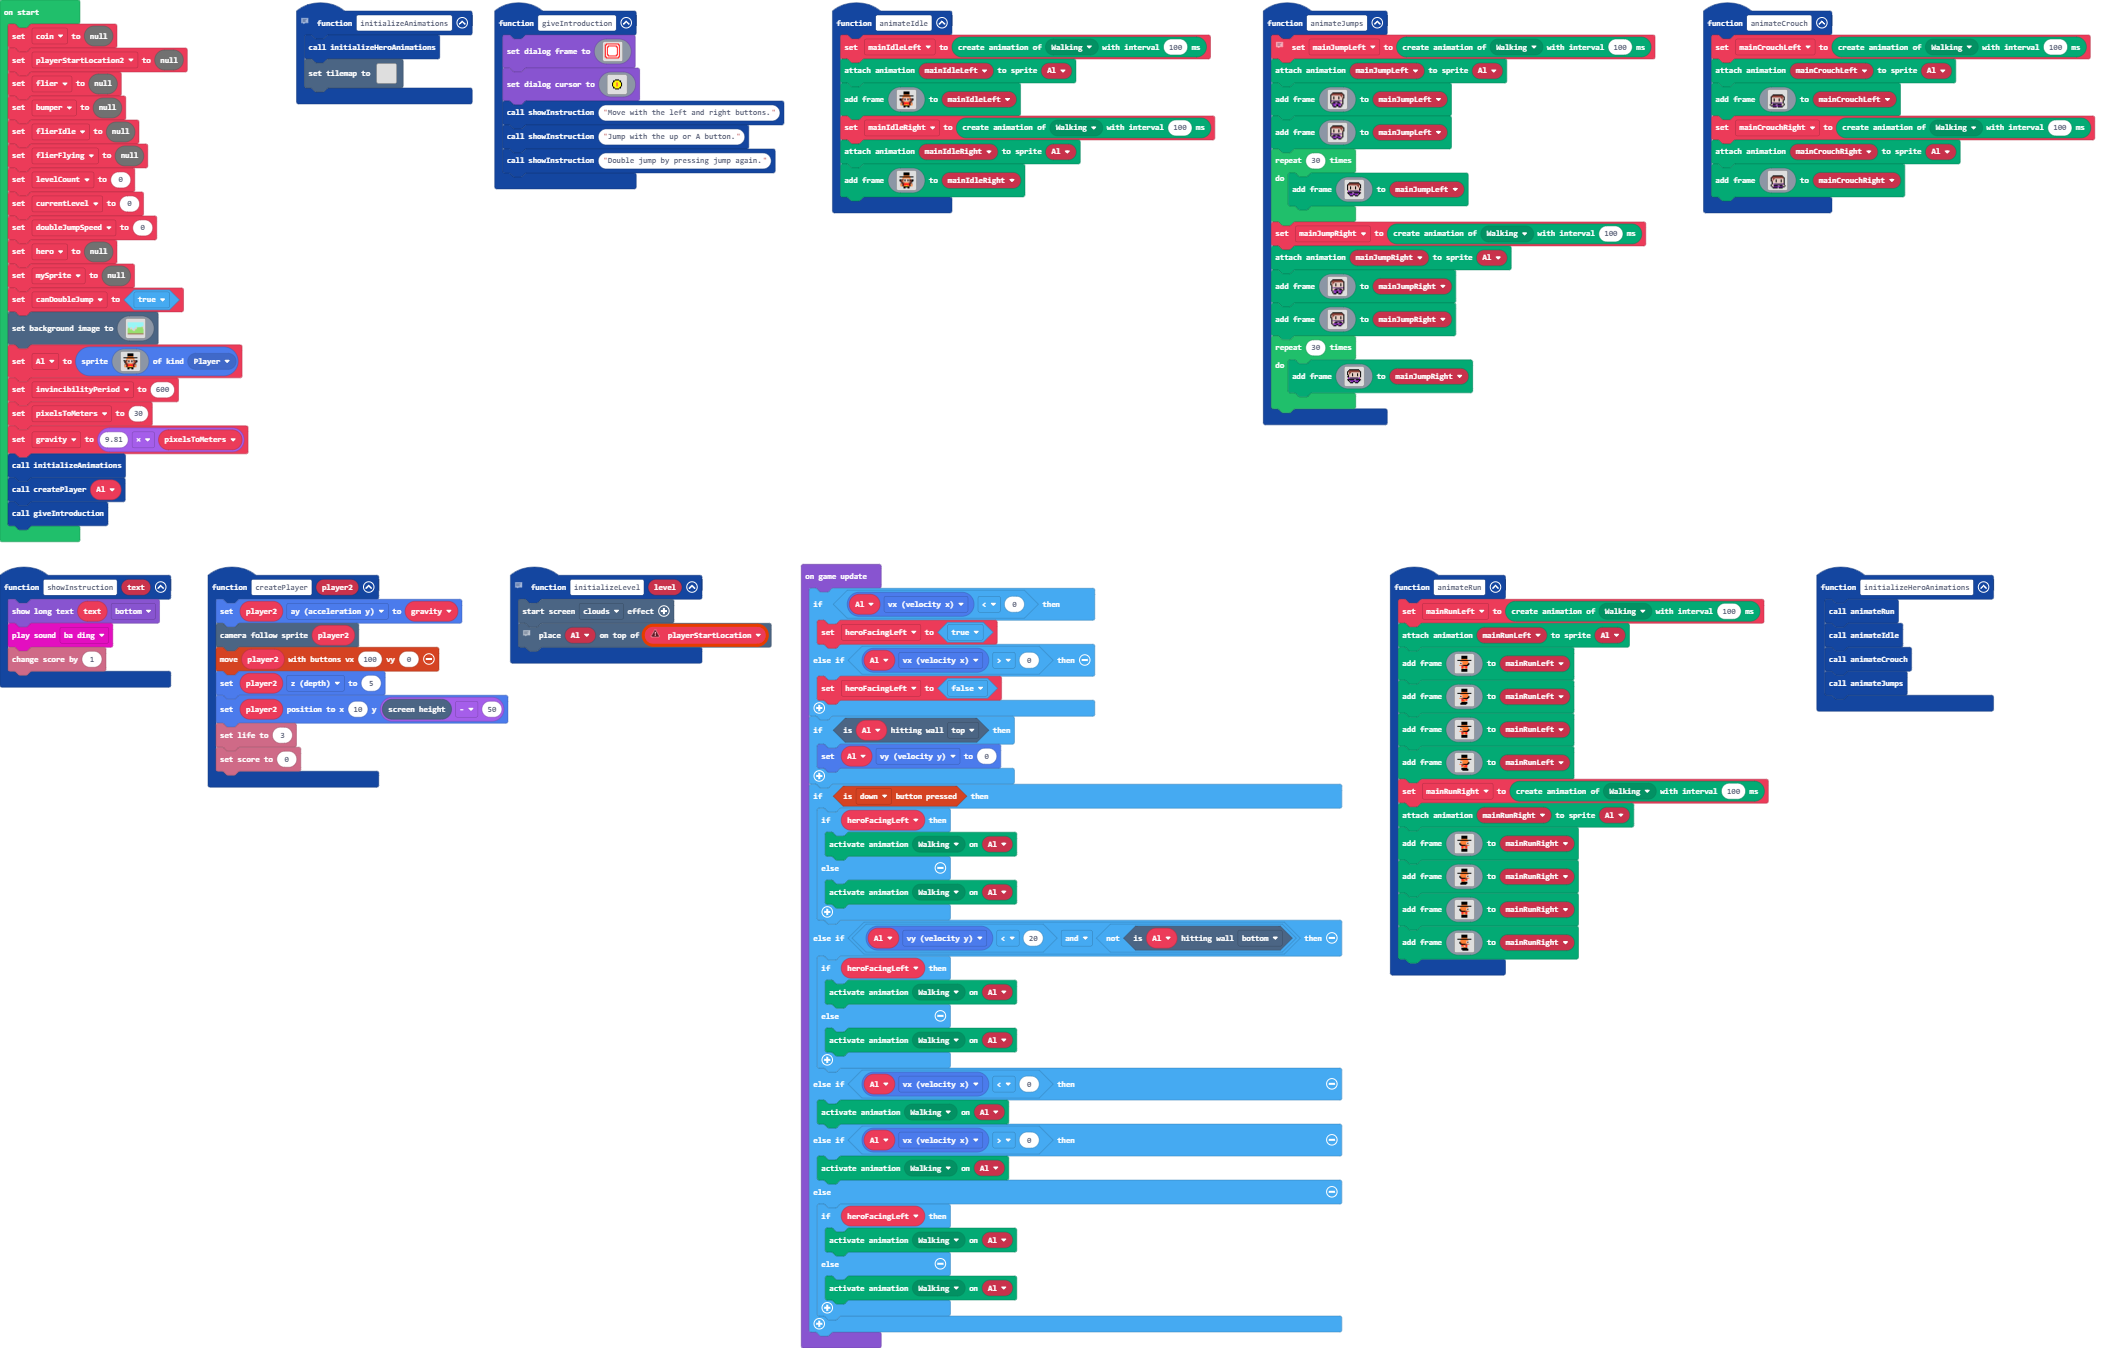 on start
set coin to null
set playerStartLocation2 to null
set flier to null
set bumper to null
set flierIdle to null
set flierFlying to null
set levelCount to 0
set currentLevel to 0
set doubleJumpSpeed to 0
set hero to null
set mySprite to null
set canDoubleJump to true
set background image to
set Al to sprite of kind Player
set invincibilityPeriod to 600
set pixelsToMeters to 30
set gravity to 9.81 × pixelsToMeters
call initializeAnimations
call createPlayer Al
call giveIntroduction
function initializeAnimations
call initializeHeroAnimations
set tilemap to
function giveIntroduction
set dialog frame to
set dialog cursor to
call showInstruction "Move with the left and right buttons."
call showInstruction "Jump with the up or A button."
call showInstruction "Double jump by pressing jump again."
function animateIdle
set mainIdleLeft to create animation of Walking with interval 100 ms
attach animation mainIdleLeft to sprite Al
add frame to mainIdleLeft
set mainIdleRight to create animation of Walking with interval 100 ms
attach animation mainIdleRight to sprite Al
add frame to mainIdleRight
function animateJumps
set mainJumpLeft to create animation of Walking with interval 100 ms
attach animation mainJumpLeft to sprite Al
add frame to mainJumpLeft
add frame to mainJumpLeft
repeat 30 times
do
add frame to mainJumpLeft
set mainJumpRight to create animation of Walking with interval 100 ms
attach animation mainJumpRight to sprite Al
add frame to mainJumpRight
add frame to mainJumpRight
repeat 30 times
do
add frame to mainJumpRight
function animateCrouch
set mainCrouchLeft to create animation of Walking with interval 100 ms
attach animation mainCrouchLeft to sprite Al
add frame to mainCrouchLeft
set mainCrouchRight to create animation of Walking with interval 100 ms
attach animation mainCrouchRight to sprite Al
add frame to mainCrouchRight
function showInstruction text
show long text text bottom
play sound ba ding
change score by 1
function createPlayer player2
set player2 ay (acceleration y) to gravity
camera follow sprite player2
move player2 with buttons vx 100 vy 0
set player2 z (depth) to 5
set player2 position to x 10 y screen height - 50
set life to 3
set score to 0
function initializeLevel level
start screen clouds effect
place Al on top of playerStartLocation
on game update
if Al vx (velocity x) < 0 then
set heroFacingLeft to true
else if Al vx (velocity x) > 0 then
set heroFacingLeft to false
if is Al hitting wall top then
set Al vy (velocity y) to 0
if is down button pressed then
if heroFacingLeft then
activate animation Walking on Al
else
activate animation Walking on Al
else if Al vy (velocity y) < 20 and not is Al hitting wall bottom then
if heroFacingLeft then
activate animation Walking on Al
else
activate animation Walking on Al
else if Al vx (velocity x) < 0 then
activate animation Walking on Al
else if Al vx (velocity x) > 0 then
activate animation Walking on Al
else
if heroFacingLeft then
activate animation Walking on Al
else
activate animation Walking on Al
function animateRun
set mainRunLeft to create animation of Walking with interval 100 ms
attach animation mainRunLeft to sprite Al
add frame to mainRunLeft
add frame to mainRunLeft
add frame to mainRunLeft
add frame to mainRunLeft
set mainRunRight to create animation of Walking with interval 100 ms
attach animation mainRunRight to sprite Al
add frame to mainRunRight
add frame to mainRunRight
add frame to mainRunRight
add frame to mainRunRight
function initializeHeroAnimations
call animateRun
call animateIdle
call animateCrouch
call animateJumps